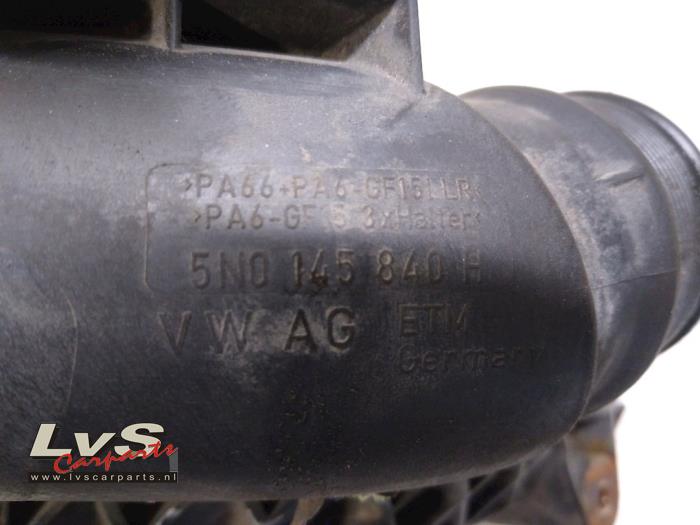 >PA66+PA6-GF15LLR<
>PA6-GF15 3xHalter<
5N0 145 840 H
VW AG ETM
Germany
LvS
Carparts
www.lvscarparts.nl